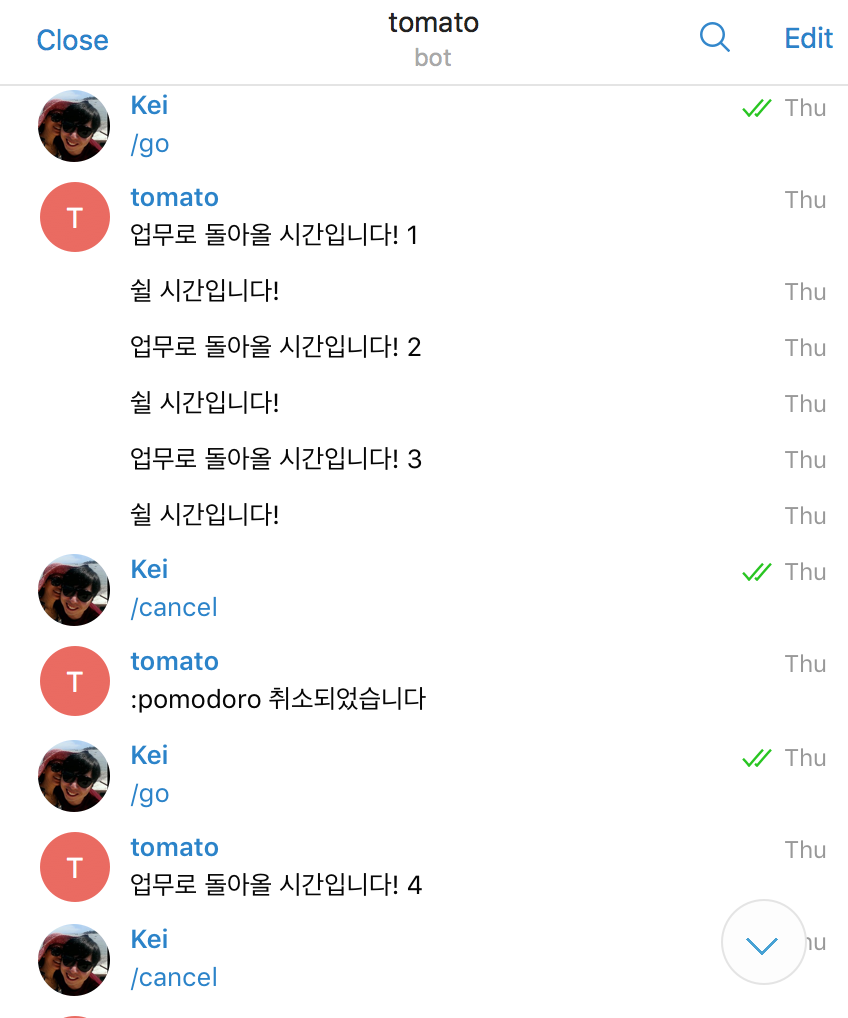 Close
tomato
bot
Edit
Kei
Thu
/go
T
tomato
Thu
업무로 돌아올 시간입니다! 1
쉴 시간입니다!
Thu
업무로 돌아올 시간입니다! 2
Thu
쉴 시간입니다!
Thu
업무로 돌아올 시간입니다! 3
Thu
쉴 시간입니다!
Thu
Kei
Thu
/cancel
T
tomato
Thu
:pomodoro 취소되었습니다
Kei
Thu
/go
T
tomato
Thu
업무로 돌아올 시간입니다! 4
Kei
/cancel